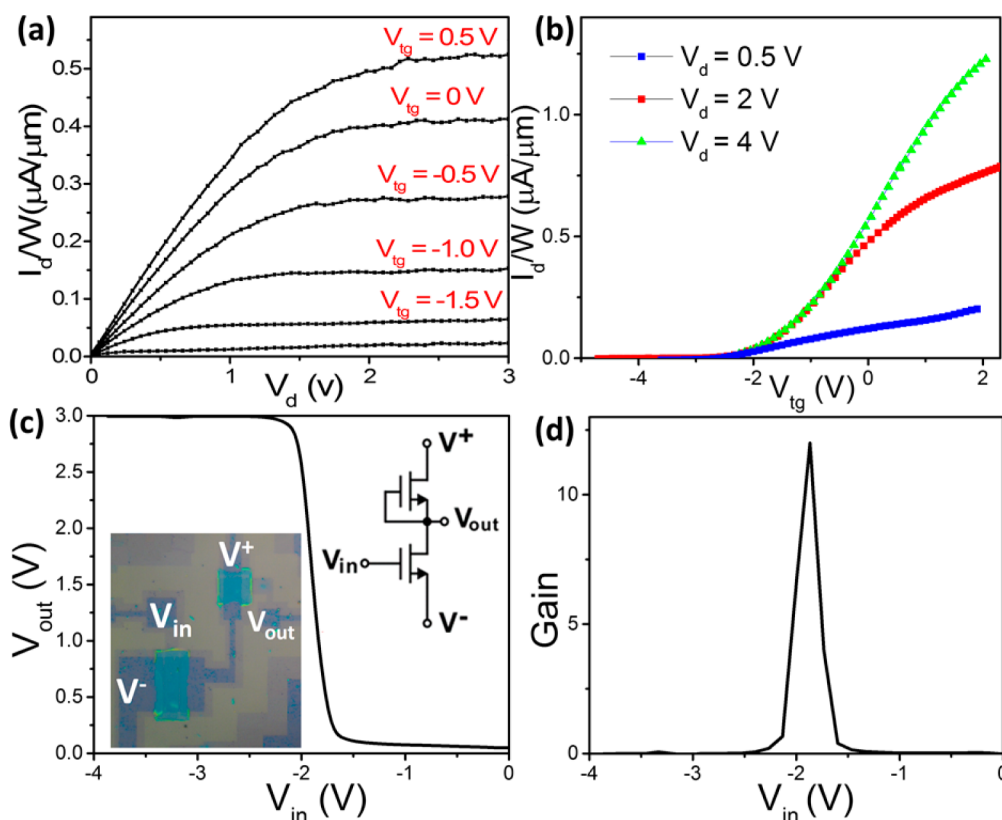 (a)
V_tg = 0.5 V
V_tg = 0 V
V_tg = -0.5 V
V_tg = -1.0 V
V_tg = -1.5 V
0.5
0.4
0.3
0.2
0.1
0.0
I_d/W(μA/μm)
0 1 2 3
V_d (v)
(b)
V_d = 0.5 V
V_d = 2 V
V_d = 4 V
1.0
0.5
0.0
I_d/W (μA/μm)
-4 -2 0 2
V_tg (V)
(c)
3.0
2.5
2.0
1.5
1.0
0.5
0.0
V_out (V)
V+
V_out
V_in
V-
V+
V_in
V_out
V-
-4 -3 -2 -1 0
V_in (V)
(d)
10
5
0
Gain
-4 -3 -2 -1 0
V_in (V)